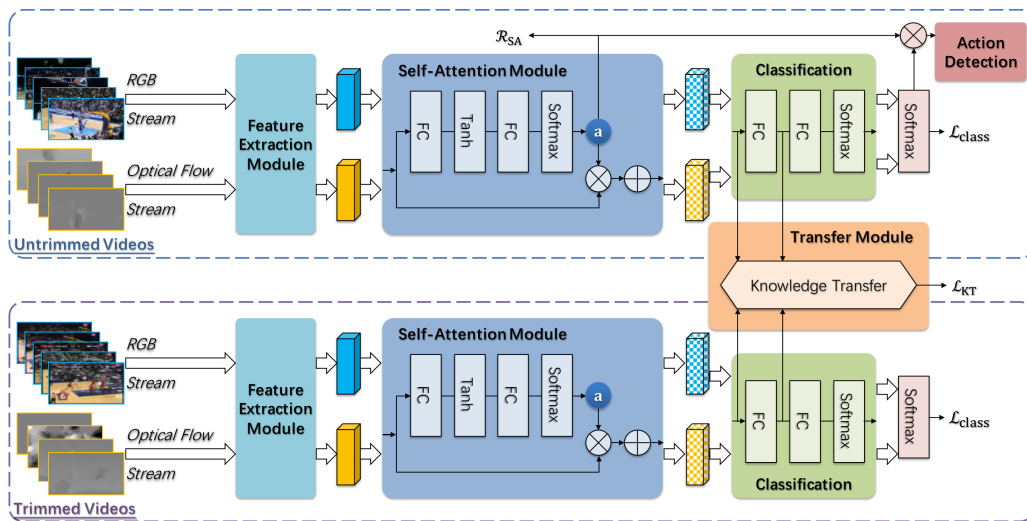 RGB
Stream
Optical Flow
Stream
Untrimmed Videos
Feature
Extraction
Module
Self-Attention Module
FC
Tanh
FC
Softmax
a
ℛ_SA
Classification
FC
FC
Softmax
Softmax
Action
Detection
ℒ_class
Transfer Module
Knowledge Transfer
ℒ_KT
RGB
Stream
Optical Flow
Stream
Trimmed Videos
Feature
Extraction
Module
Self-Attention Module
FC
Tanh
FC
Softmax
a
FC
FC
Softmax
Classification
Softmax
ℒ_class